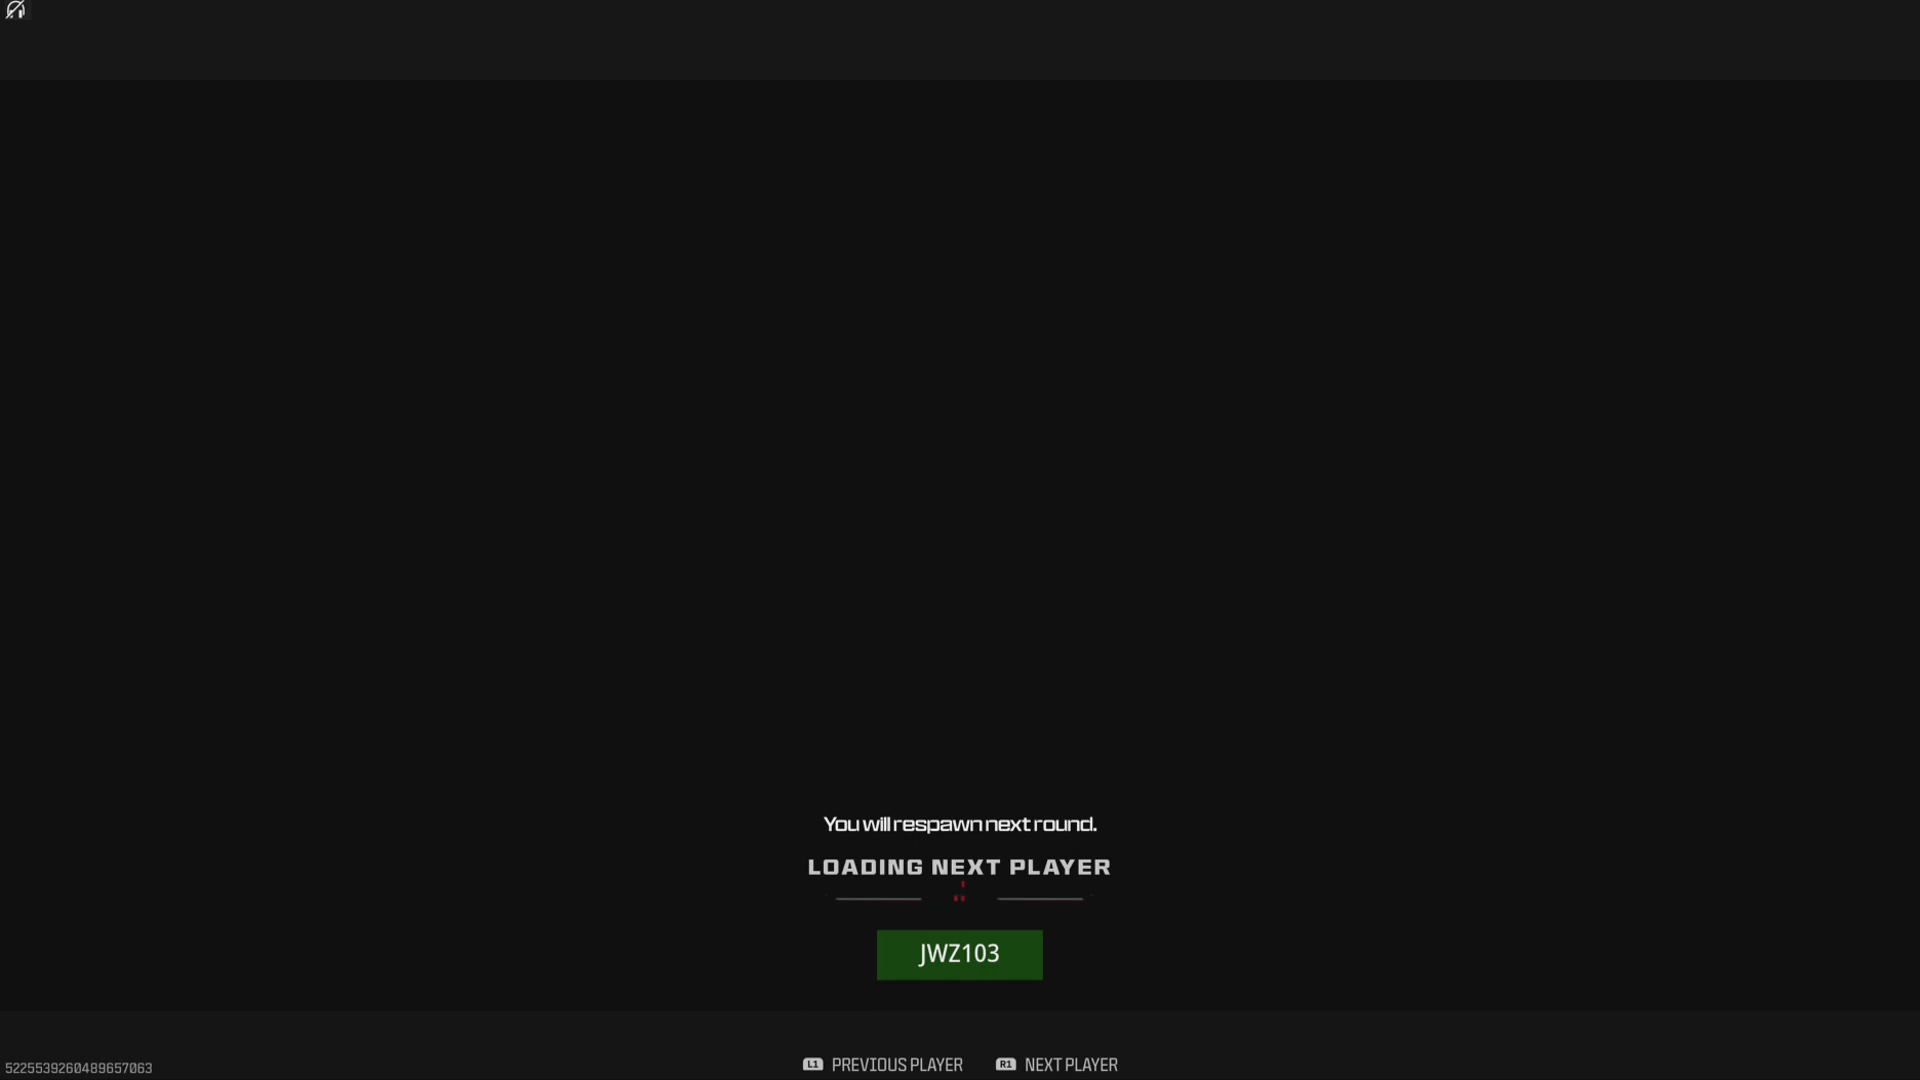 You will respawn next round.
LOADING NEXT PLAYER
JWZ103
L1 PREVIOUS PLAYER R1 NEXT PLAYER
5225539260489657063